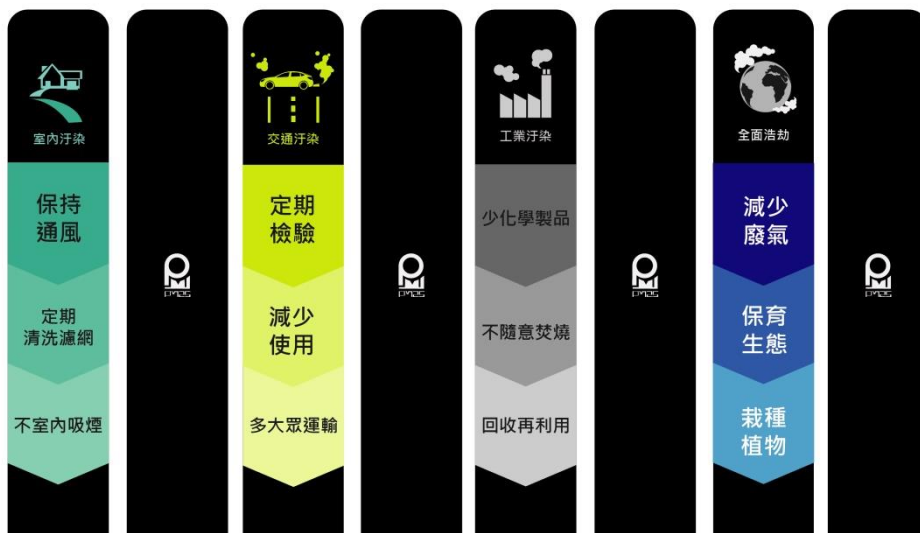 室內汙染
保持
通風
定期
清洗濾網
不室內吸煙
交通汙染
定期
檢驗
減少
使用
多大眾運輸
工業汙染
少化學製品
不隨意焚燒
回收再利用
全面浩劫
減少
廢氣
保育
生態
栽種
植物